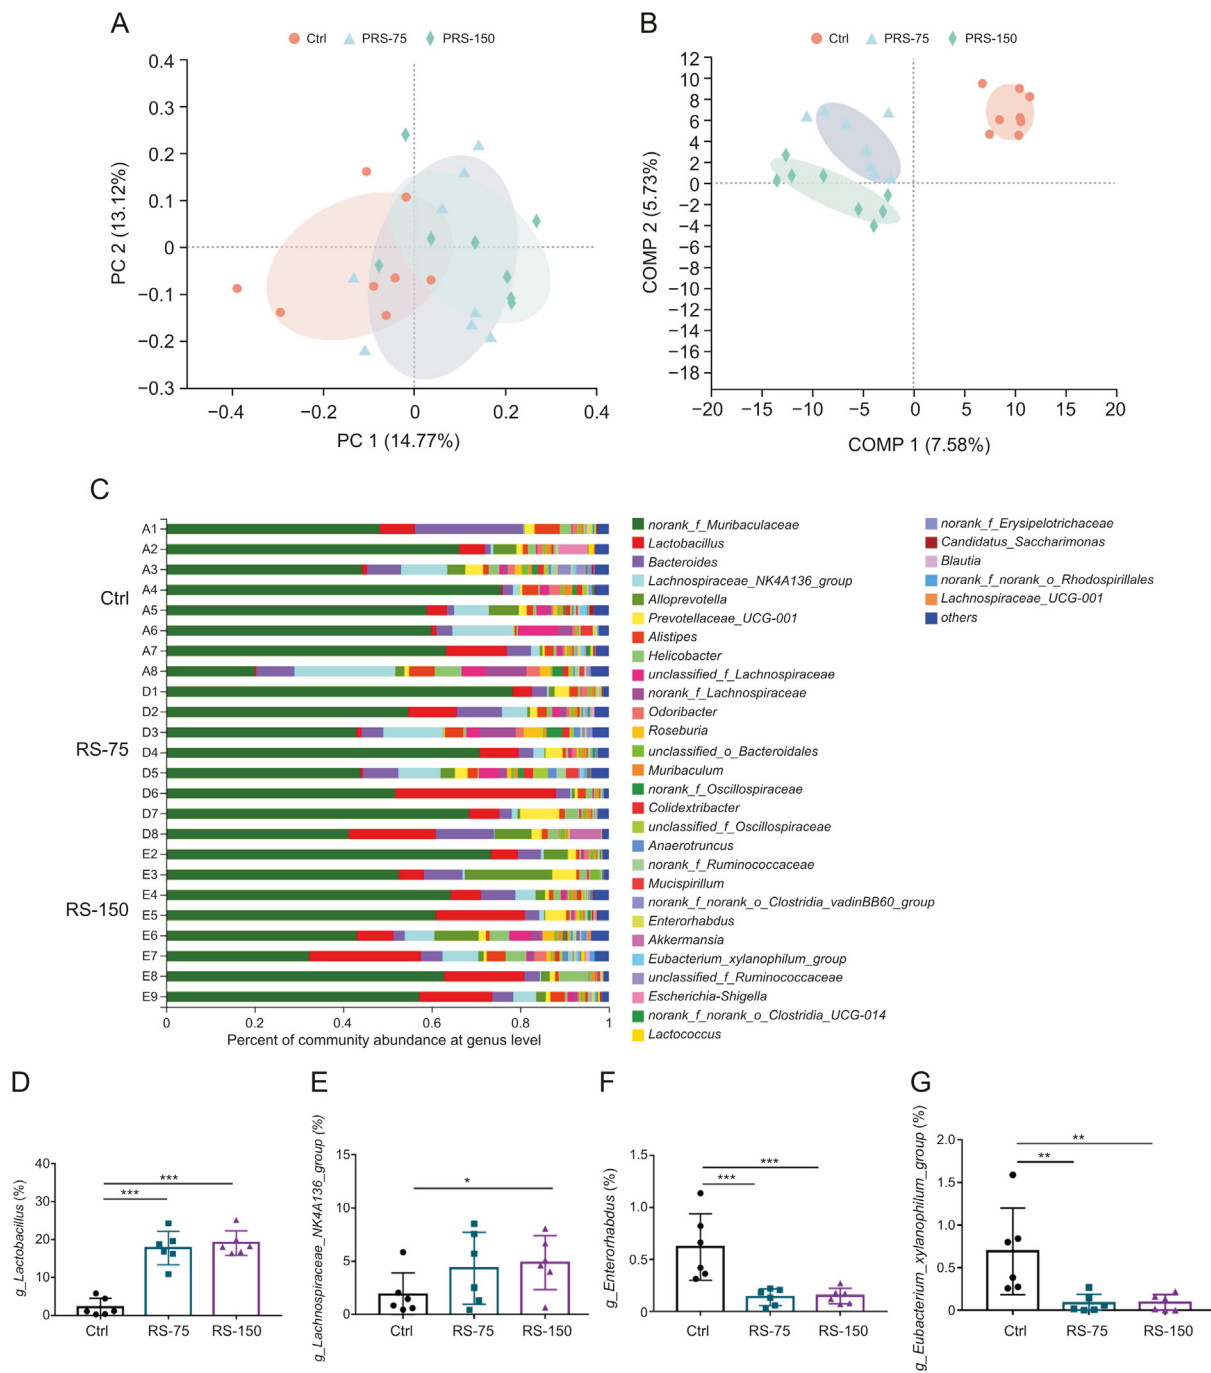 A
Ctrl PRS-75 PRS-150
0.4
0.3
0.2
0.1
0
−0.1
−0.2
−0.3
PC 2 (13.12%)
−0.4 −0.2 0 0.2 0.4
PC 1 (14.77%)
B
Ctrl PRS-75 PRS-150
12
10
8
6
4
2
0
−2
−4
−6
−8
−10
−12
−14
−16
−18
COMP 2 (5.73%)
−20 −15 −10 −5 0 5 10 15 20
COMP 1 (7.58%)
C
Ctrl
RS-75
RS-150
A1
A2
A3
A4
A5
A6
A7
A8
D1
D2
D3
D4
D5
D6
D7
D8
E2
E3
E4
E5
E6
E7
E8
E9
0 0.2 0.4 0.6 0.8 1
Percent of community abundance at genus level
norank_f_Muribaculaceae
Lactobacillus
Bacteroides
Lachnospiraceae_NK4A136_group
Alloprevotella
Prevotellaceae_UCG-001
Alistipes
Helicobacter
unclassified_f_Lachnospiraceae
norank_f_Lachnospiraceae
Odoribacter
Roseburia
unclassified_o_Bacteroidales
Muribaculum
norank_f_Oscillospiraceae
Colidextribacter
unclassified_f_Oscillospiraceae
Anaerotruncus
norank_f_Ruminococcaceae
Mucispirillum
norank_f_norank_o_Clostridia_vadinBB60_group
Enterorhabdus
Akkermansia
Eubacterium_xylanophilum_group
unclassified_f_Ruminococcaceae
Escherichia-Shigella
norank_f_norank_o_Clostridia_UCG-014
Lactococcus
norank_f_Erysipelotrichaceae
Candidatus_Saccharimonas
Blautia
norank_f_norank_o_Rhodospirillales
Lachnospiraceae_UCG-001
others
D
g_Lactobacillus (%)
40
30
20
10
0
***
***
Ctrl RS-75 RS-150
E
g_Lachnospiraceae_NK4A136_group (%)
15
10
5
0
*
Ctrl RS-75 RS-150
F
g_Enterorhabdus (%)
1.5
1.0
0.5
0
***
***
Ctrl RS-75 RS-150
G
g_Eubacterium_xylanophilum_group (%)
2.0
1.5
1.0
0.5
0
**
**
Ctrl RS-75 RS-150